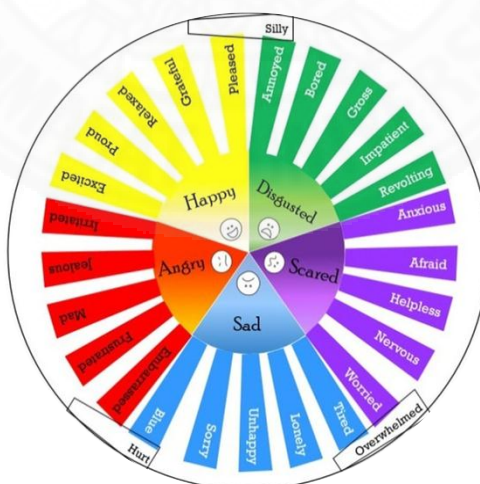 Silly
Pleased
Grateful
Relaxed
Proud
Excited
Annoyed
Bored
Gross
Impatient
Revolting
Anxious
Afraid
Helpless
Nervous
Worried
Overwhelmed
Tired
Lonely
Unhappy
Sorry
Blue
Hurt
Embarrassed
Frustrated
Mad
Jealous
Irritated
Happy
Disgusted
Angry
Scared
Sad